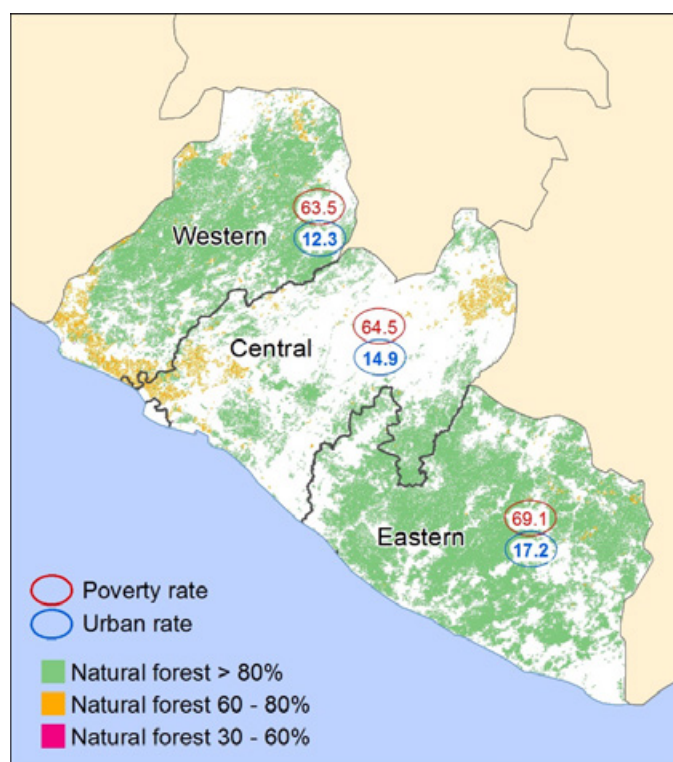 63.5
Western
12.3
64.5
Central
14.9
69.1
Eastern
17.2
Poverty rate
Urban rate
Natural forest > 80%
Natural forest 60 - 80%
Natural forest 30 - 60%